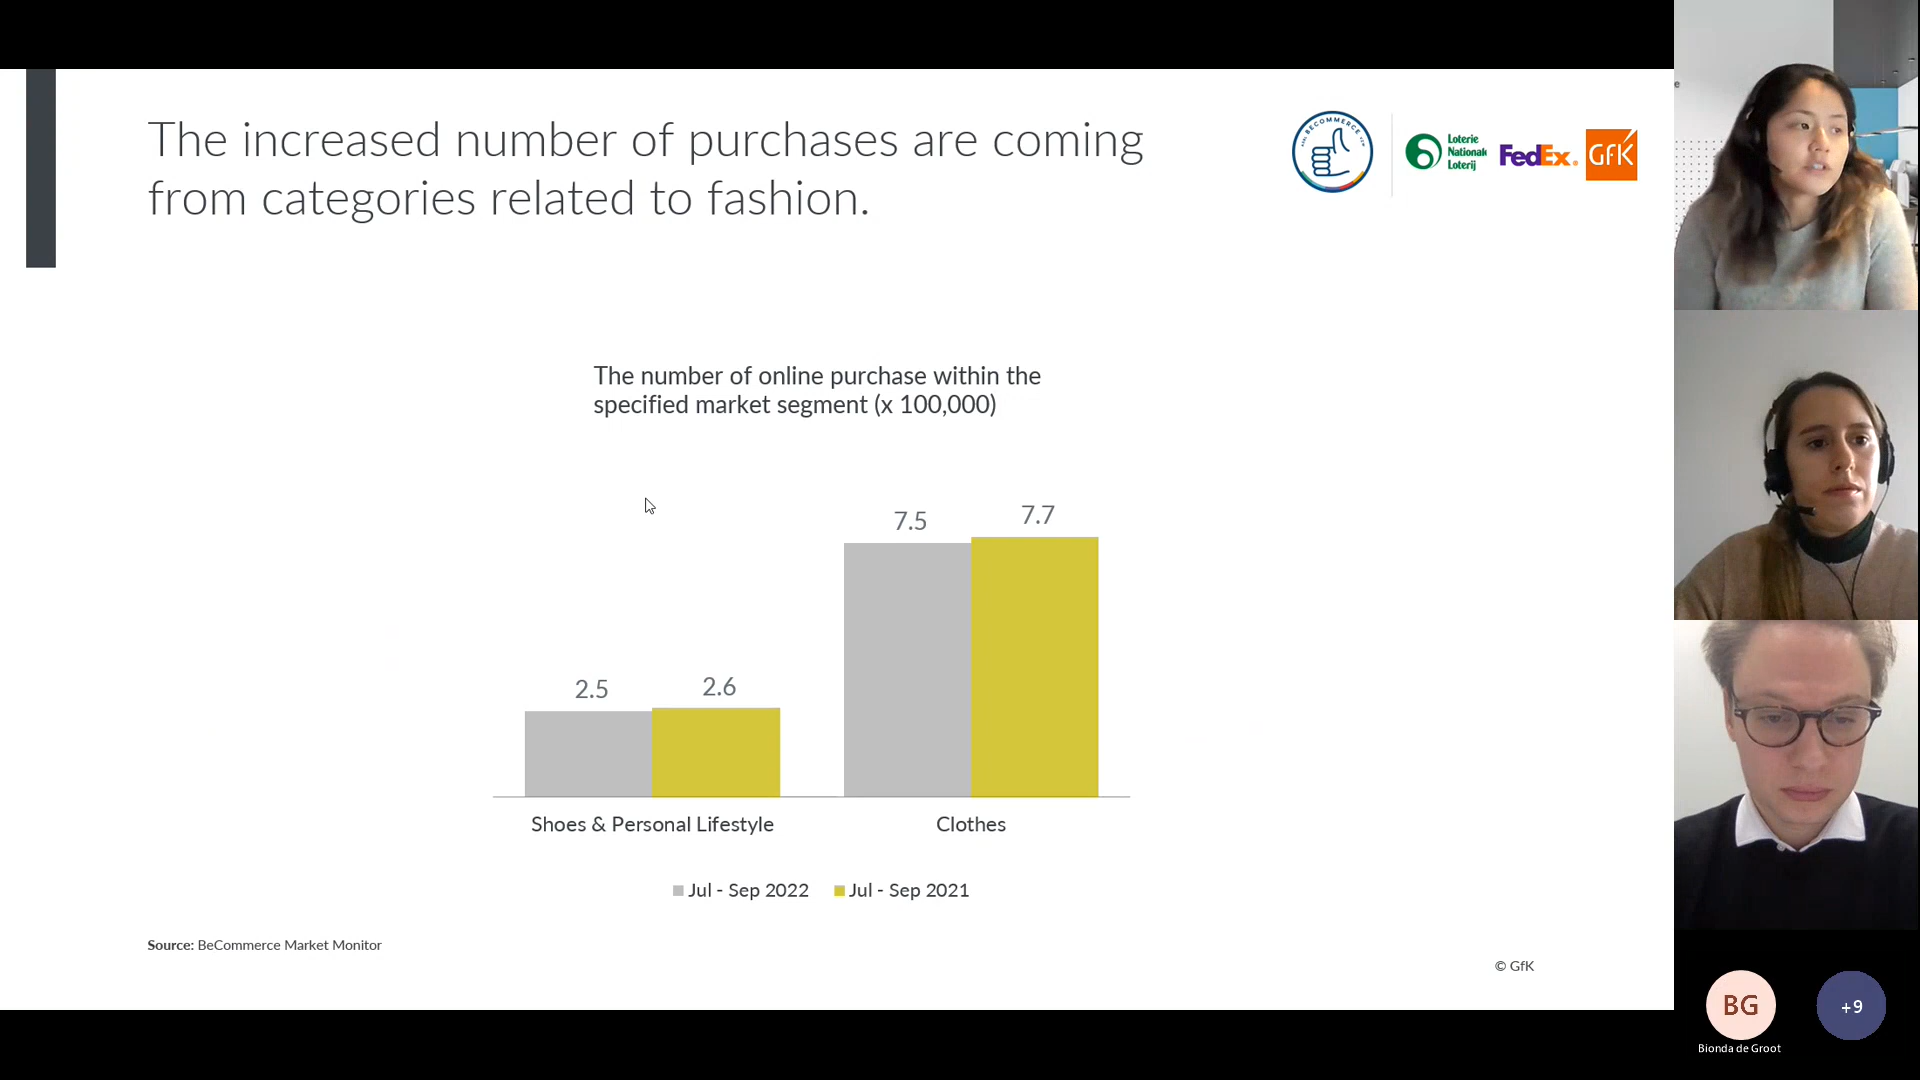 The increased number of purchases are coming
from categories related to fashion.
BECOMMERCE
Loterie
Nationale
Loterij
FedEx
GfK
The number of online purchase within the
specified market segment (x 100,000)
7.5
7.7
2.5
2.6
Shoes & Personal Lifestyle
Clothes
Jul - Sep 2022
Jul - Sep 2021
Source: BeCommerce Market Monitor
© GfK
BG
+9
Bionda de Groot